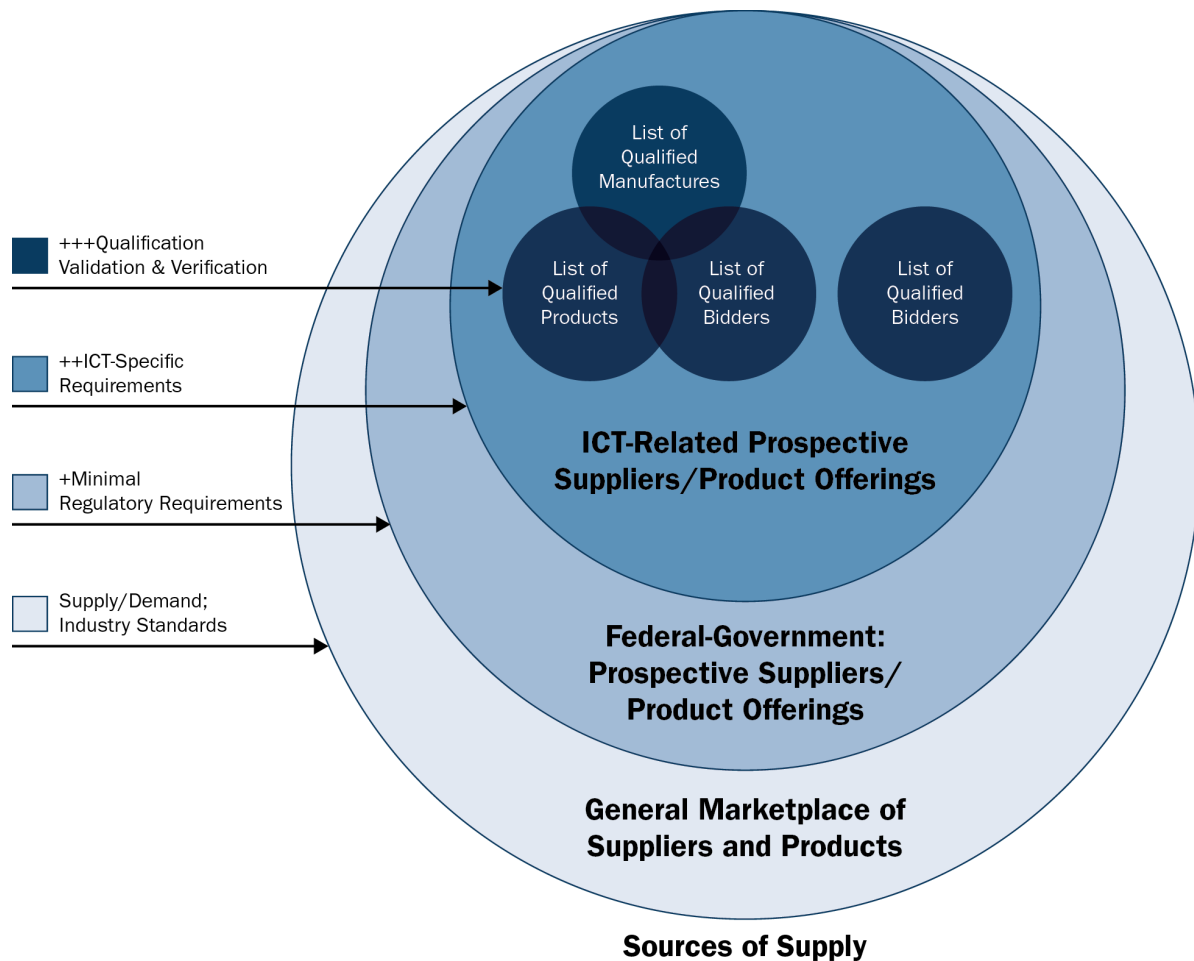 List of
Qualified
Manufactures
+++Qualification
Validation & Verification
List of
Qualified
Products
List of
Qualified
Bidders
List of
Qualified
Bidders
++ICT-Specific
Requirements
ICT-Related Prospective
Suppliers/Product Offerings
+Minimal
Regulatory Requirements
Supply/Demand;
Industry Standards
Federal-Government:
Prospective Suppliers/
Product Offerings
General Marketplace of
Suppliers and Products
Sources of Supply